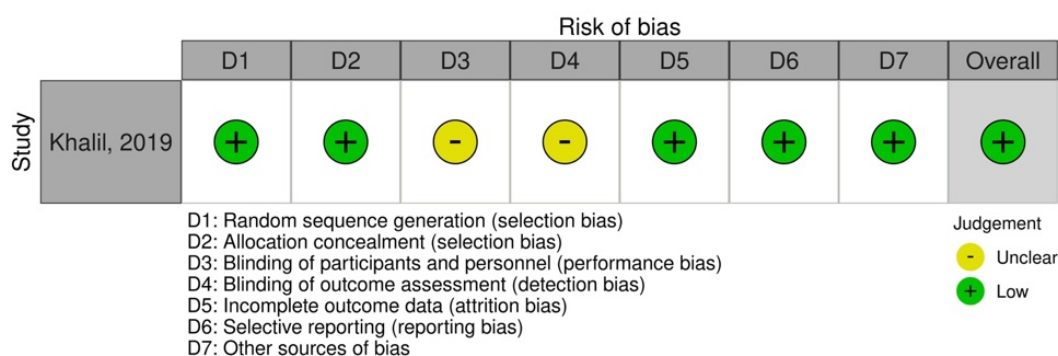 Risk of bias
D1 D2 D3 D4 D5 D6 D7 Overall
Study
Khalil, 2019 + + - - + + + +
D1: Random sequence generation (selection bias)
D2: Allocation concealment (selection bias)
D3: Blinding of participants and personnel (performance bias)
D4: Blinding of outcome assessment (detection bias)
D5: Incomplete outcome data (attrition bias)
D6: Selective reporting (reporting bias)
D7: Other sources of bias
Judgement
- Unclear
+ Low